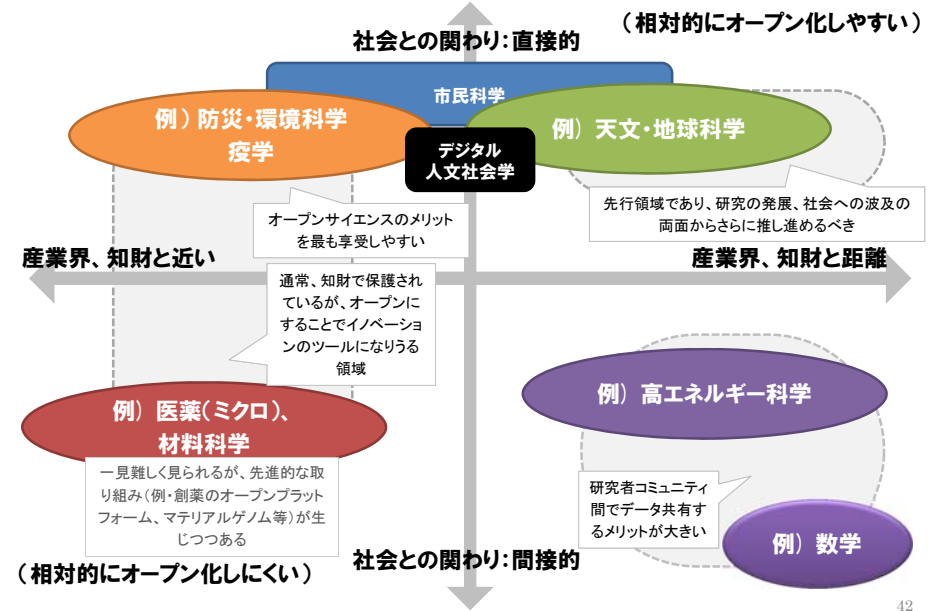 (相対的にオープン化しやすい)
社会との関わり:直接的
市民科学
例)防災・環境科学
疫学
例) 天文・地球科学
デジタル
人文社会学
先行領域であり、研究の発展、社会への波及の
両面からさらに推し進めるべき
オープンサイエンスのメリット
を最も享受しやすい
産業界、知財と近い
産業界、知財と距離
通常、知財で保護され
ているが、オープンに
することでイノベーショ
ンのツールになりうる
領域
例) 高エネルギー科学
例) 医薬(ミクロ)、
材料科学
一見難しく見られるが、先進的な取
り組み(例・創薬のオープンプラット
フォーム、マテリアルゲノム等)が生
じつつある
研究者コミュニティ
間でデータ共有す
るメリットが大きい
例) 数学
社会との関わり:間接的
(相対的にオープン化しにくい)
42